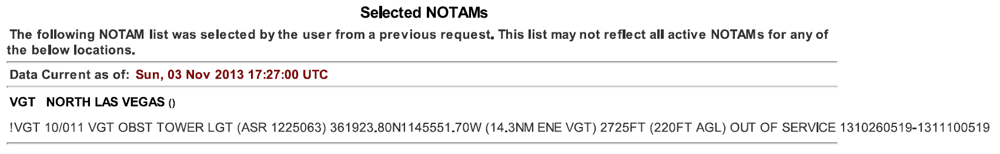 Selected NOTAMs
The following NOTAM list was selected by the user from a previous request. This list may not reflect all active NOTAMs for any of
the below locations.
Data Current as of: Sun, 03 Nov 2013 17:27:00 UTC
VGT NORTH LAS VEGAS ()
!VGT 10/011 VGT OBST TOWER LGT (ASR 1225063) 361923.80N1145551.70W (14.3NM ENE VGT) 2725FT (220FT AGL) OUT OF SERVICE 1310260519-1311100519